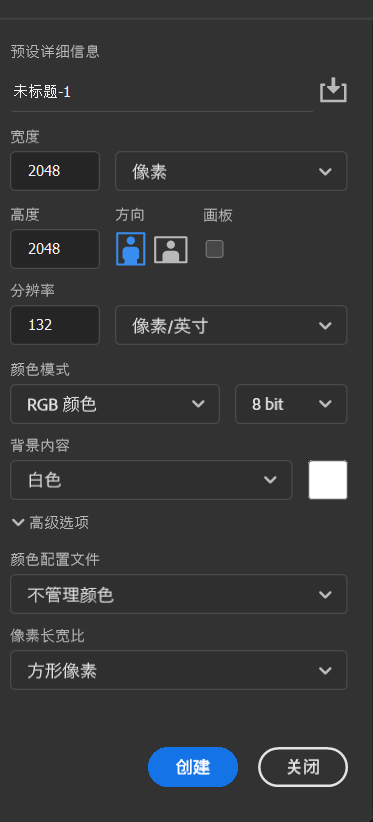 预设详细信息
未标题-1
宽度
2048 像素
高度 方向 画板
2048
分辨率
132 像素/英寸
颜色模式
RGB 颜色 8 bit
背景内容
白色
高级选项
颜色配置文件
不管理颜色
像素长宽比
方形像素
创建 关闭